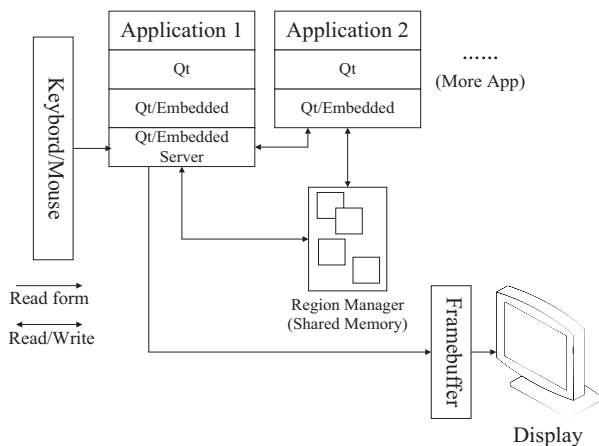 Application 1
Qt
Qt/Embedded
Qt/Embedded
Server
Application 2
Qt
Qt/Embedded
......
(More App)
Keybord/Mouse
Read form
Read/Write
Region Manager
(Shared Memory)
Framebuffer
Display